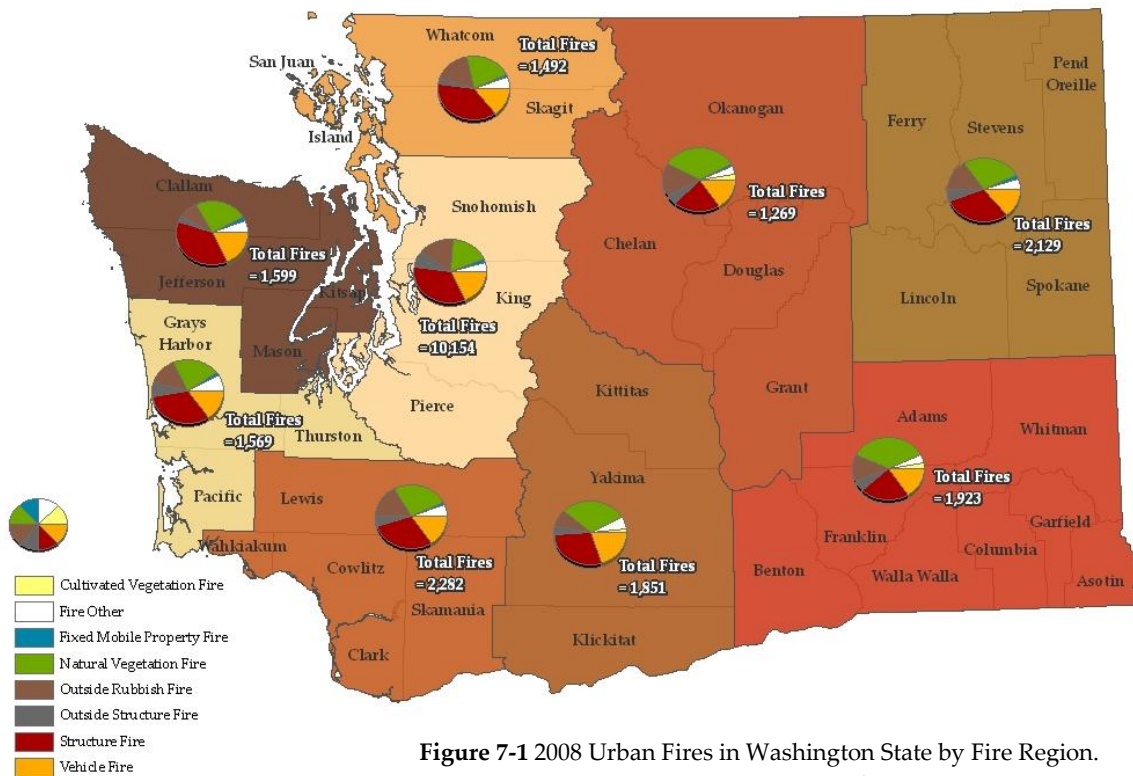 Whatcom
Total Fires
= 1,492
San Juan
Skagit
Island
Okanogan
Ferry
Stevens
Pend
Oreille
Clallam
Snohomish
Total Fires
= 1,269
Total Fires
= 2,129
Total Fires
= 1,599
Chelan
Douglas
Jefferson
Kitsap
King
Lincoln
Spokane
Grays
Harbor
Mason
Total Fires
= 10,154
Kittitas
Grant
Pierce
Adams
Whitman
Total Fires
= 1,569
Thurston
Yakima
Total Fires
= 1,923
Pacific
Lewis
Garfield
Franklin
Columbia
Wahkiakum
Cowlitz
Total Fires
= 2,282
Total Fires
= 1,851
Benton
Walla Walla
Asotin
Skamania
Clark
Klickitat
Cultivated Vegetation Fire
Fire Other
Fixed Mobile Property Fire
Natural Vegetation Fire
Outside Rubbish Fire
Outside Structure Fire
Structure Fire
Vehicle Fire
Figure 7-1 2008 Urban Fires in Washington State by Fire Region.